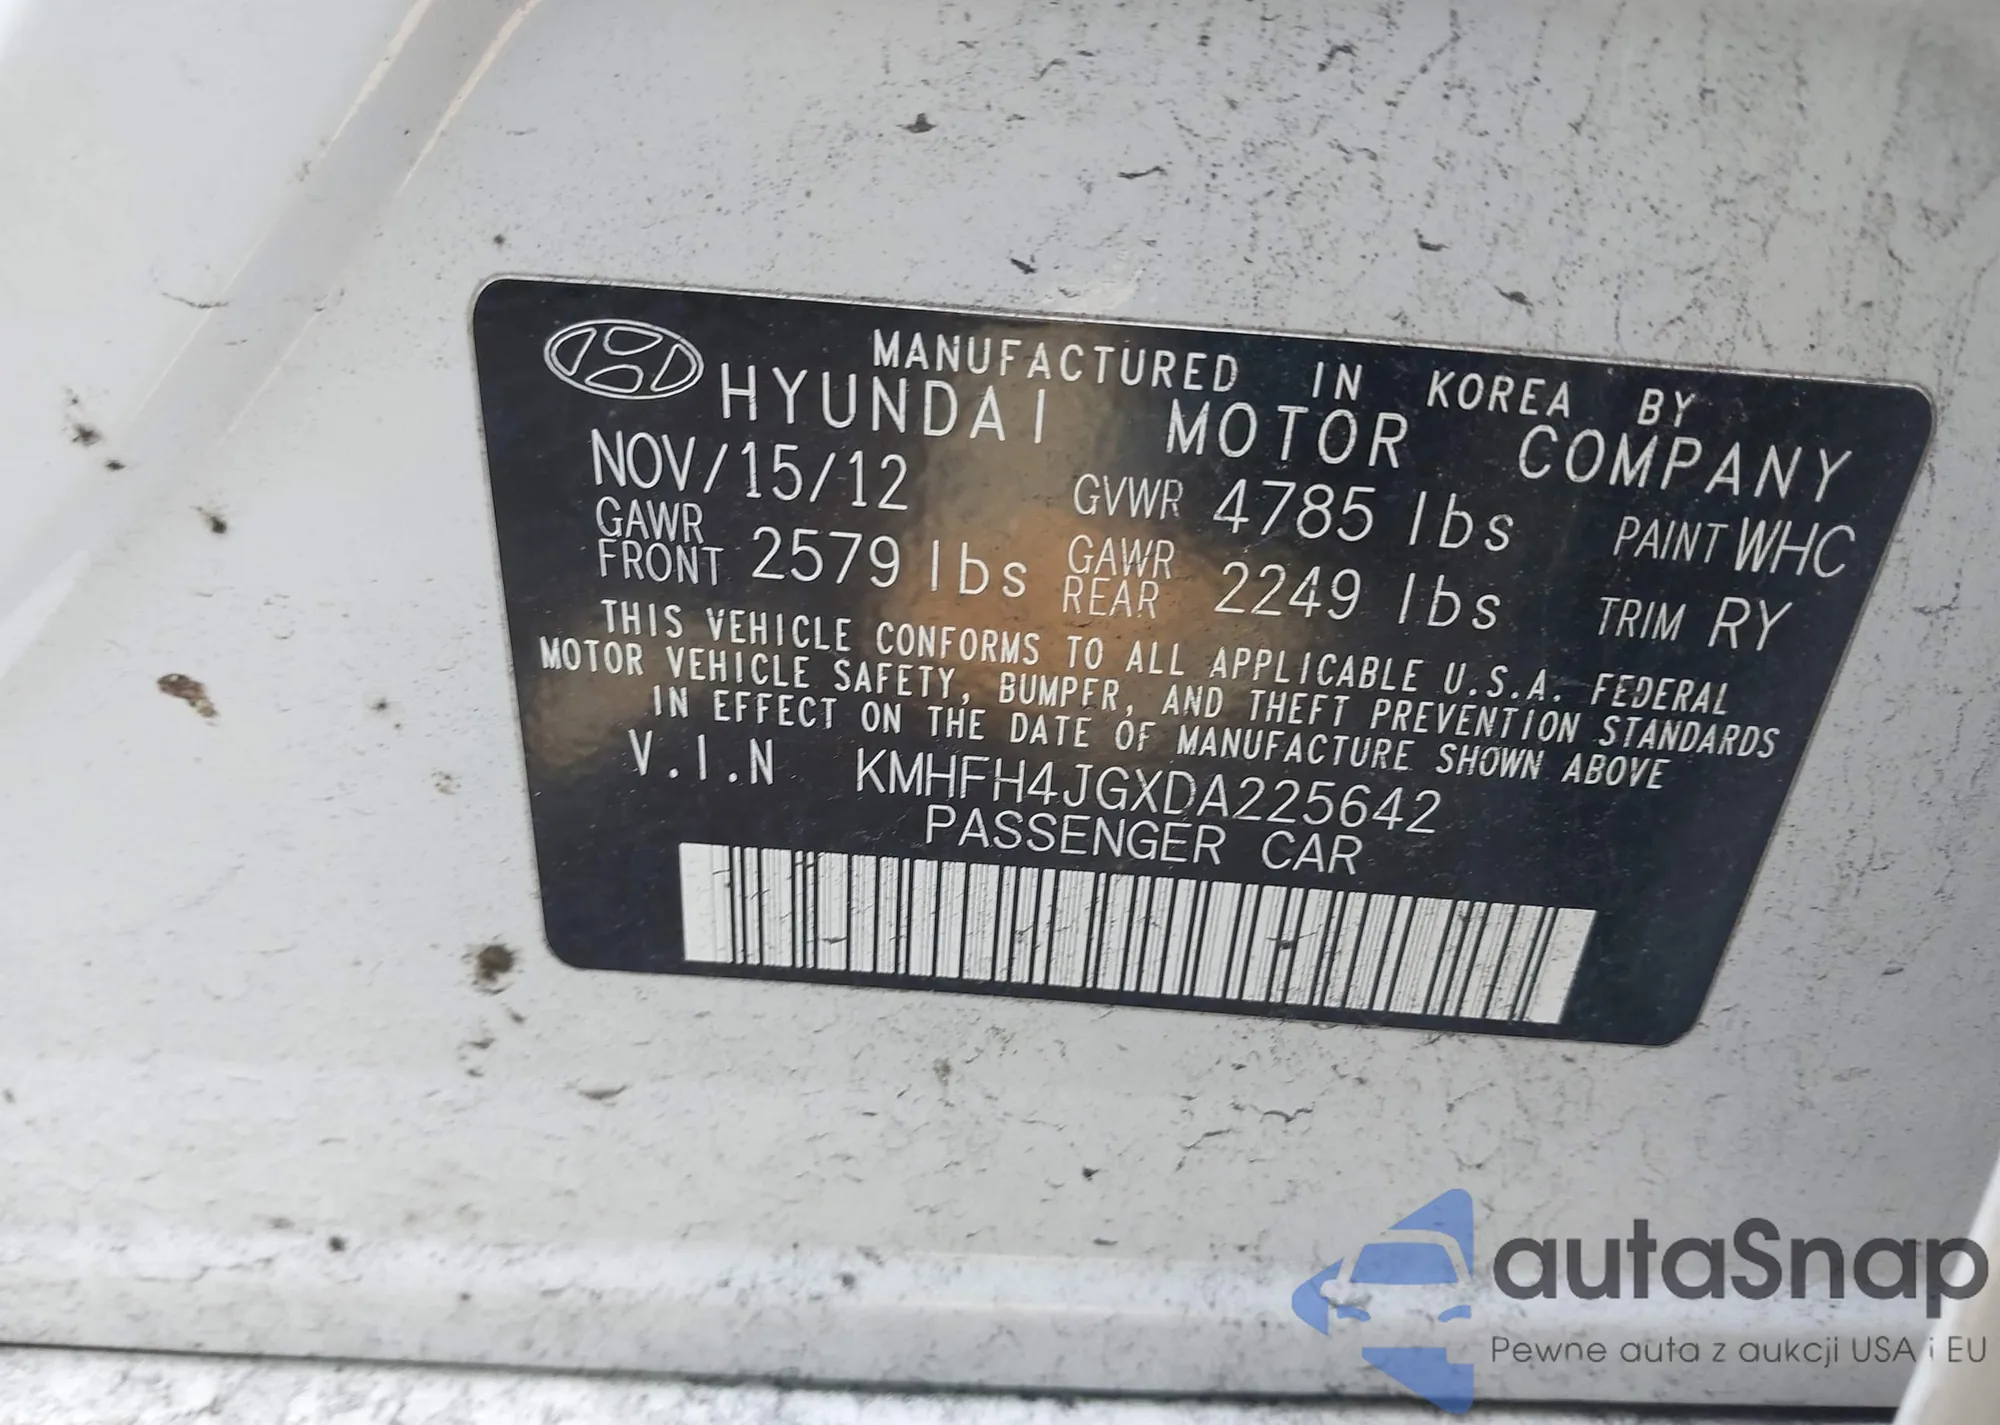 MANUFACTURED IN KOREA BY
HYUNDAI MOTOR COMPANY
NOV/15/12 GVWR 4785 lbs PAINT WHC
GAWR FRONT 2579 lbs GAWR REAR 2249 lbs TRIM RY
THIS VEHICLE CONFORMS TO ALL APPLICABLE U.S.A. FEDERAL
MOTOR VEHICLE SAFETY, BUMPER, AND THEFT PREVENTION STANDARDS
IN EFFECT ON THE DATE OF MANUFACTURE SHOWN ABOVE
V.I.N KMHFH4JGXDA225642
PASSENGER CAR
autaSnap
Pewne auta z aukcji USA i EU